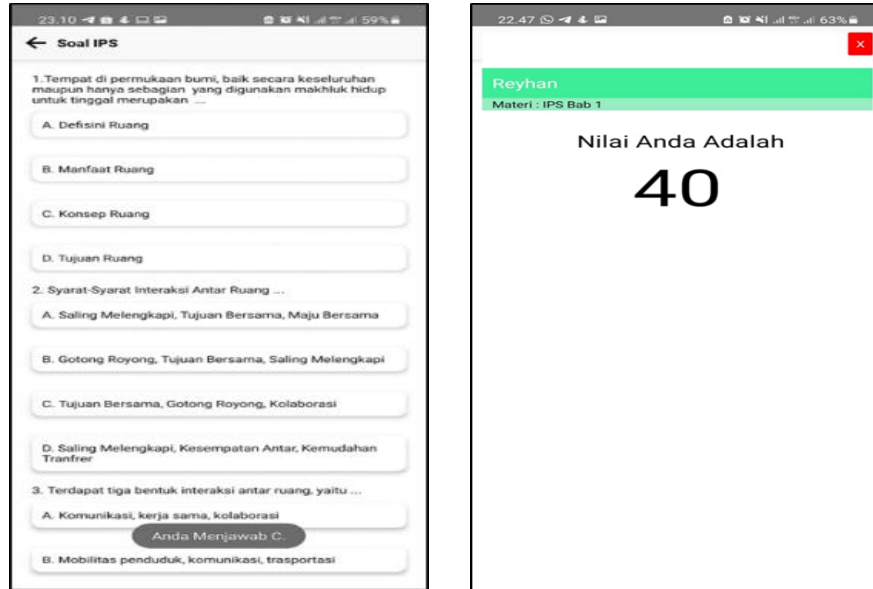 23.10 59%
← Soal IPS
1.Tempat di permukaan bumi, baik secara keseluruhan
maupun hanya sebagian yang digunakan makhluk hidup
untuk tinggal merupakan ...
A. Defisini Ruang
B. Manfaat Ruang
C. Konsep Ruang
D. Tujuan Ruang
2. Syarat-Syarat Interaksi Antar Ruang ...
A. Saling Melengkapi, Tujuan Bersama, Maju Bersama
B. Gotong Royong, Tujuan Bersama, Saling Melengkapi
C. Tujuan Bersama, Gotong Royong, Kolaborasi
D. Saling Melengkapi, Kesempatan Antar, Kemudahan
Tranfrer
3. Terdapat tiga bentuk interaksi antar ruang, yaitu ...
A. Komunikasi, kerja sama, kolaborasi
Anda Menjawab C.
B. Mobilitas penduduk, komunikasi, trasportasi
22.47 63%
×
Reyhan
Materi : IPS Bab 1
Nilai Anda Adalah
40